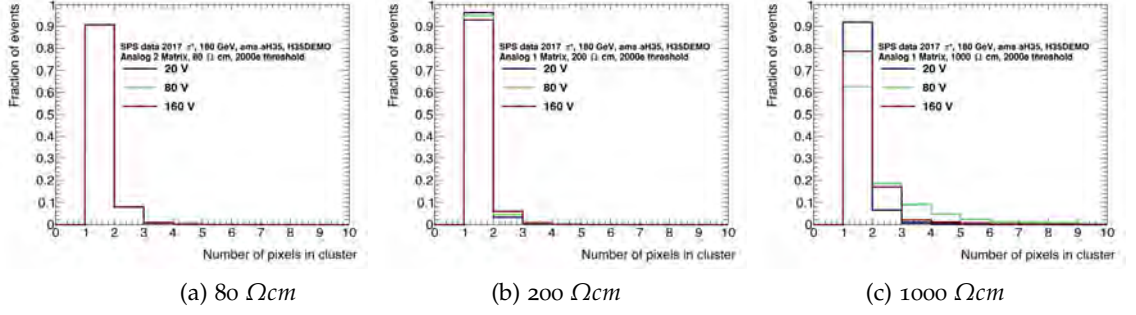 Fraction of events
1
0.9
0.8
0.7
0.6
0.5
0.4
0.3
0.2
0.1
0
SPS data 2017 π⁺, 180 GeV, ams aH35, H35DEMO
Analog 2 Matrix, 80 Ω cm, 2000e threshold
20 V
80 V
160 V
0 1 2 3 4 5 6 7 8 9 10
Number of pixels in cluster
(a) 80 Ωcm
Fraction of events
1
0.9
0.8
0.7
0.6
0.5
0.4
0.3
0.2
0.1
0
SPS data 2017 π⁺, 180 GeV, ams aH35, H35DEMO
Analog 1 Matrix, 200 Ω cm, 2000e threshold
20 V
80 V
160 V
0 1 2 3 4 5 6 7 8 9 10
Number of pixels in cluster
(b) 200 Ωcm
Fraction of events
1
0.9
0.8
0.7
0.6
0.5
0.4
0.3
0.2
0.1
0
SPS data 2017 π⁺, 180 GeV, ams aH35, H35DEMO
Analog 1 Matrix, 1000 Ω cm, 2000e threshold
20 V
80 V
160 V
0 1 2 3 4 5 6 7 8 9 10
Number of pixels in cluster
(c) 1000 Ωcm